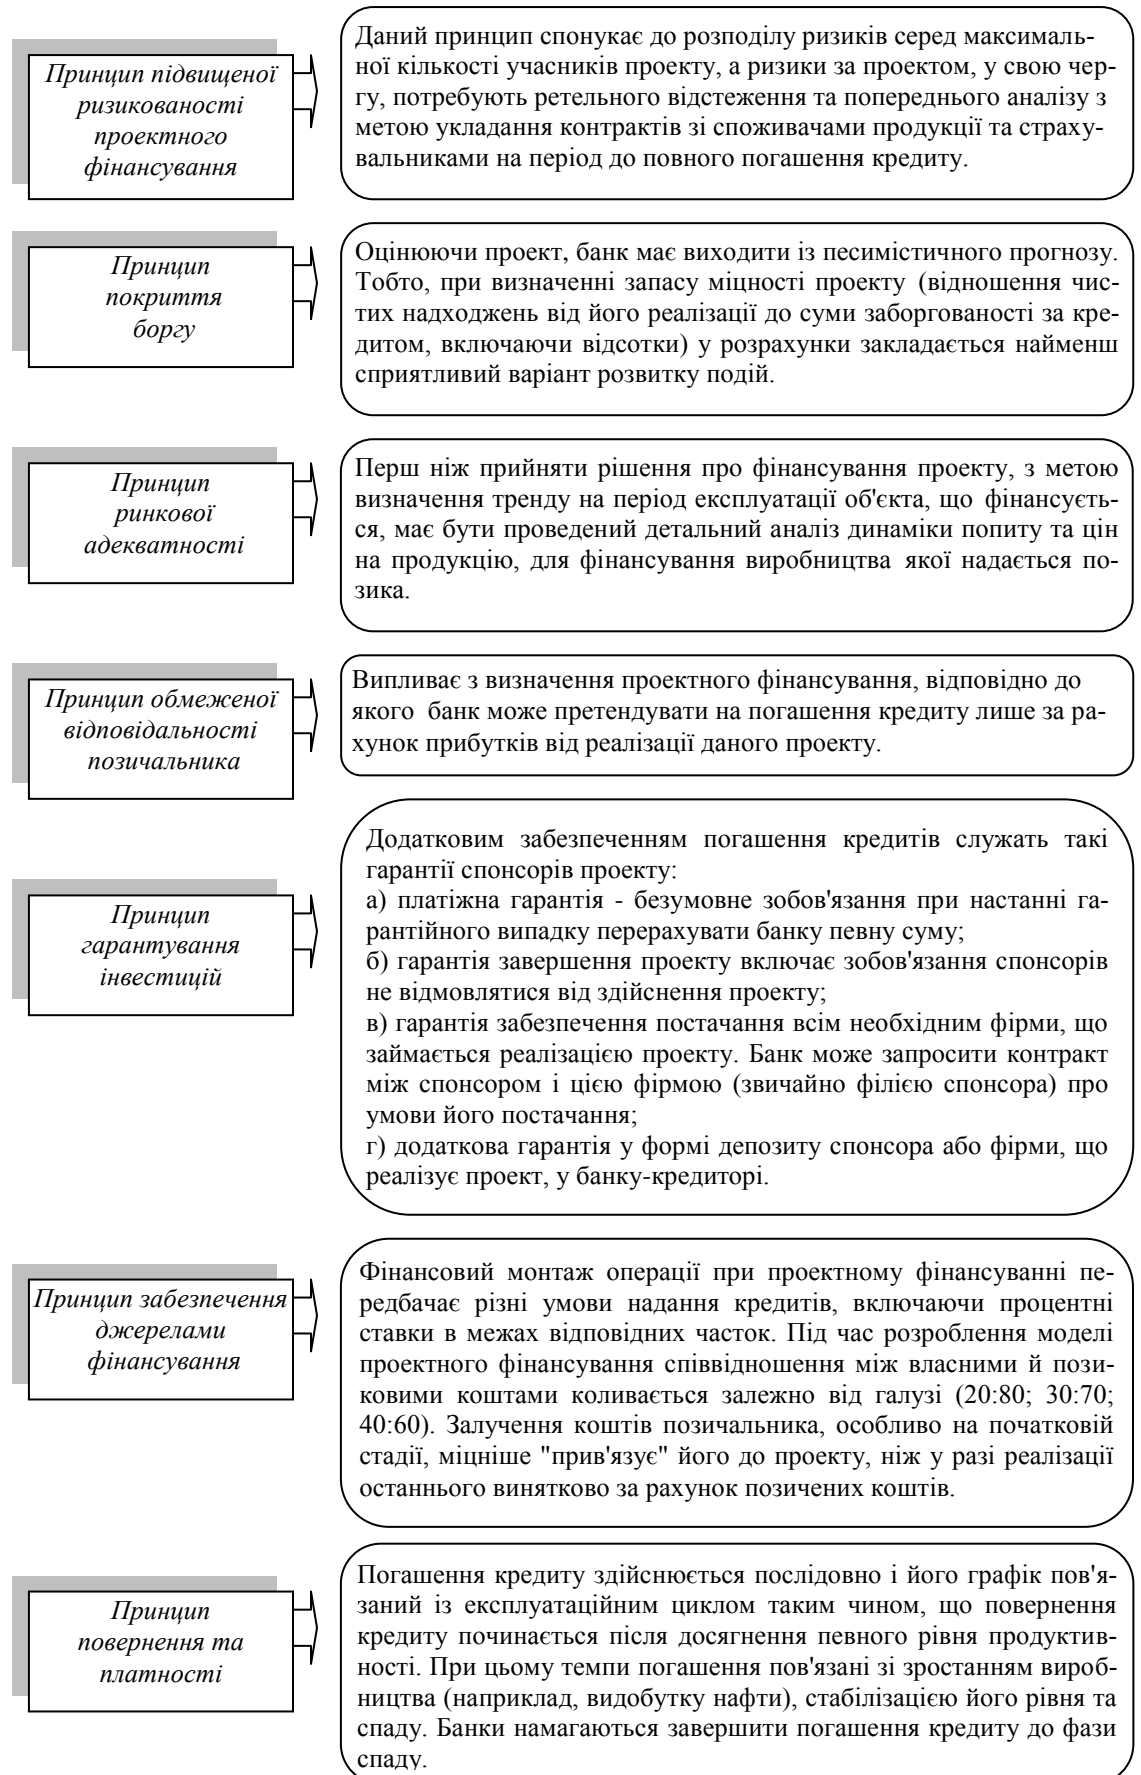 Принцип підвищеної
ризикованості
проектного
фінансування
Даний принцип спонукає до розподілу ризиків серед максималь-
ної кількості учасників проекту, а ризики за проектом, у свою чер-
гу, потребують ретельного відстеження та попереднього аналізу з
метою укладання контрактів зі споживачами продукції та страху-
вальниками на період до повного погашення кредиту.
Принцип
покриття
боргу
Оцінюючи проект, банк має виходити із песимістичного прогнозу.
Тобто, при визначенні запасу міцності проекту (відношення чис-
тих надходжень від його реалізації до суми заборгованості за кре-
дитом, включаючи відсотки) у розрахунки закладається найменш
сприятливий варіант розвитку подій.
Принцип
ринкової
адекватності
Перш ніж прийняти рішення про фінансування проекту, з метою
визначення тренду на період експлуатації об'єкта, що фінансуєть-
ся, має бути проведений детальний аналіз динаміки попиту та цін
на продукцію, для фінансування виробництва якої надається по-
зика.
Принцип обмеженої
відповідальності
позичальника
Випливає з визначення проектного фінансування, відповідно до
якого банк може претендувати на погашення кредиту лише за ра-
хунок прибутків від реалізації даного проекту.
Принцип
гарантування
інвестицій
Додатковим забезпеченням погашення кредитів служать такі
гарантії спонсорів проекту:
а) платіжна гарантія - безумовне зобов'язання при настанні га-
рантійного випадку перерахувати банку певну суму;
б) гарантія завершення проекту включає зобов'язання спонсорів
не відмовлятися від здійснення проекту;
в) гарантія забезпечення постачання всім необхідним фірми, що
займається реалізацією проекту. Банк може запросити контракт
між спонсором і цією фірмою (звичайно філією спонсора) про
умови його постачання;
г) додаткова гарантія у формі депозиту спонсора або фірми, що
реалізує проект, у банку-кредиторі.
Принцип забезпечення
джерелами
фінансування
Фінансовий монтаж операції при проектному фінансуванні пе-
редбачає різні умови надання кредитів, включаючи процентні
ставки в межах відповідних часток. Під час розроблення моделі
проектного фінансування співвідношення між власними й пози-
ковими коштами коливається залежно від галузі (20:80; 30:70;
40:60). Залучення коштів позичальника, особливо на початковій
стадії, міцніше "прив'язує" його до проекту, ніж у разі реалізації
останнього винятково за рахунок позичених коштів.
Принцип
повернення та
платності
Погашення кредиту здійснюється послідовно і його графік пов'я-
заний із експлуатаційним циклом таким чином, що повернення
кредиту починається після досягнення певного рівня продуктив-
ності. При цьому темпи погашення пов'язані зі зростанням вироб-
ництва (наприклад, видобутку нафти), стабілізацією його рівня та
спаду. Банки намагаються завершити погашення кредиту до фази
спаду.